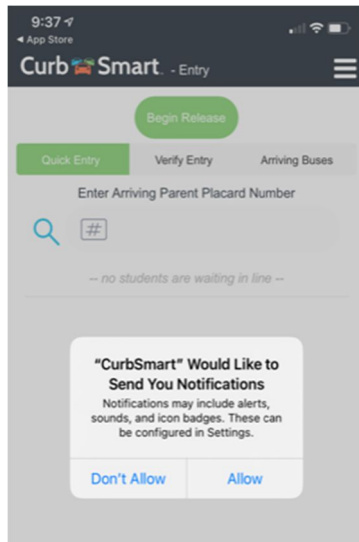 9:37
◀ App Store
Curb Smart. - Entry
Begin Release
Quick Entry Verify Entry Arriving Buses
Enter Arriving Parent Placard Number
#
-- no students are waiting in line --
"CurbSmart" Would Like to
Send You Notifications
Notifications may include alerts,
sounds, and icon badges. These can
be configured in Settings.
Don't Allow Allow